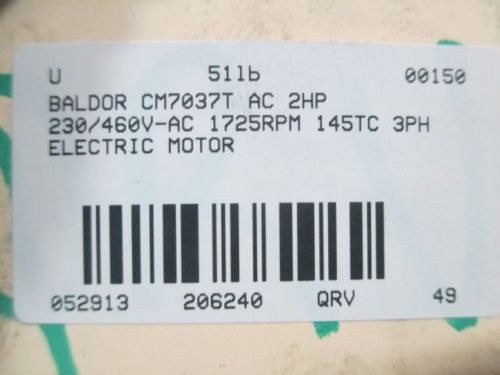 U 51lb 00150
BALDOR CM7037T AC 2HP
230/460V-AC 1725RPM 145TC 3PH
ELECTRIC MOTOR
052913 206240 QRV 49